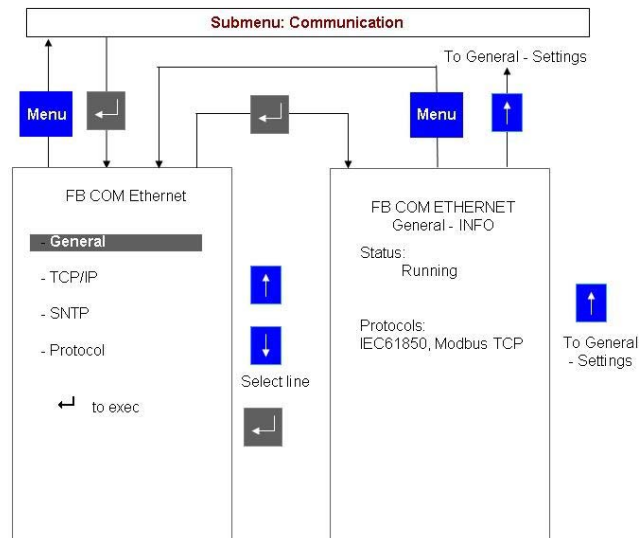 Submenu: Communication
To General - Settings
Menu
Menu
FB COM Ethernet
- General
- TCP/IP
- SNTP
- Protocol
to exec
Select line
FB COM ETHERNET
General - INFO
Status:
Running
Protocols:
IEC61850, Modbus TCP
To General
- Settings